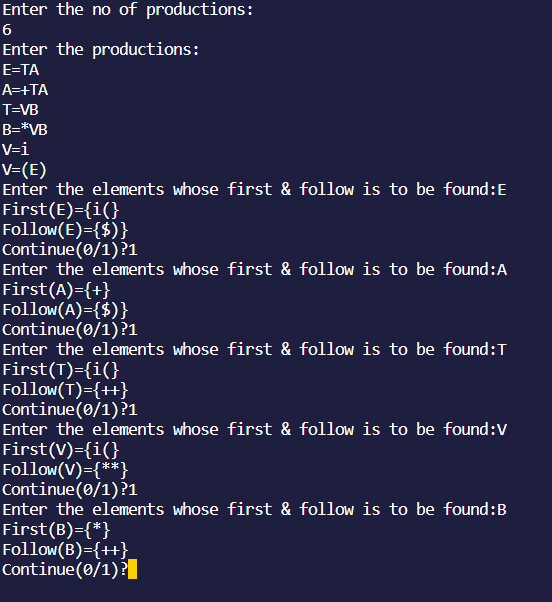 Enter the no of productions:
6
Enter the productions:
E=TA
A=+TA
T=VB
B=*VB
V=i
V=(E)
Enter the elements whose first & follow is to be found:E
First(E)={i(}
Follow(E)={$)}
Continue(0/1)?1
Enter the elements whose first & follow is to be found:A
First(A)={+}
Follow(A)={$)}
Continue(0/1)?1
Enter the elements whose first & follow is to be found:T
First(T)={i(}
Follow(T)={++}
Continue(0/1)?1
Enter the elements whose first & follow is to be found:V
First(V)={i(}
Follow(V)={**}
Continue(0/1)?1
Enter the elements whose first & follow is to be found:B
First(B)={*}
Follow(B)={++}
Continue(0/1)?